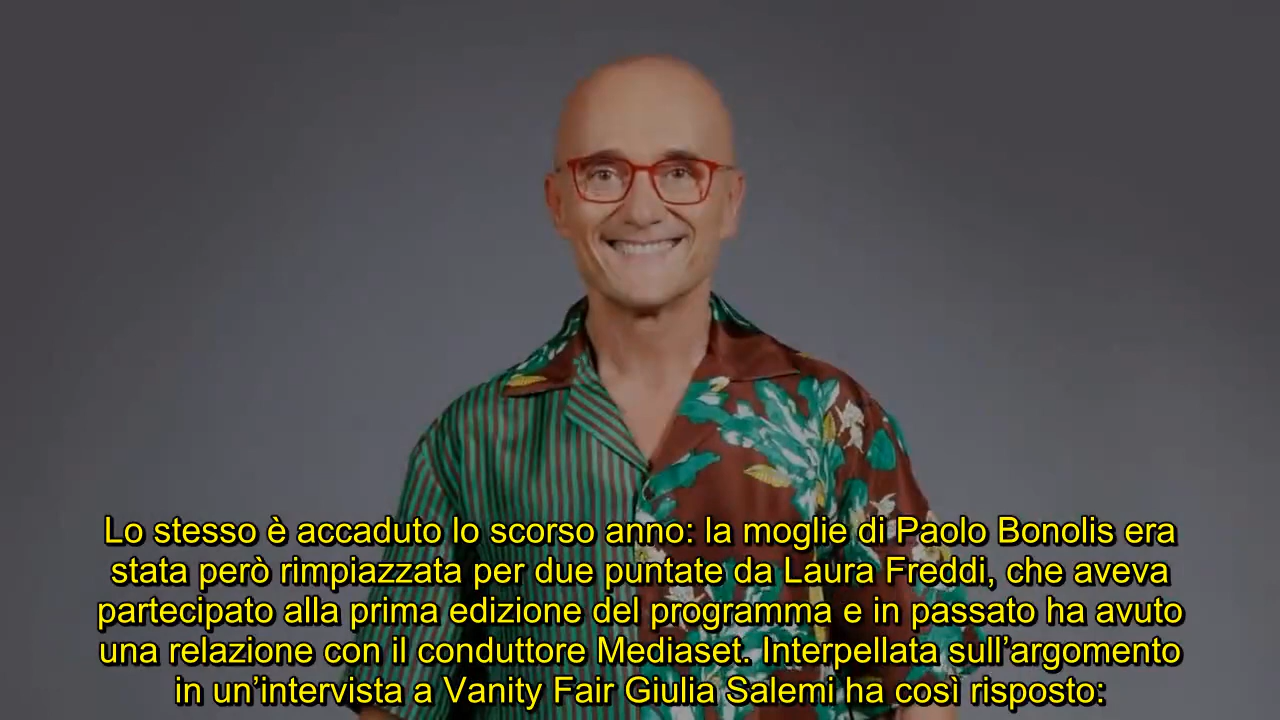 Lo stesso è accaduto lo scorso anno: la moglie di Paolo Bonolis era
stata però rimpiazzata per due puntate da Laura Freddi, che aveva
partecipato alla prima edizione del programma e in passato ha avuto
una relazione con il conduttore Mediaset. Interpellata sull’argomento
in un’intervista a Vanity Fair Giulia Salemi ha così risposto: